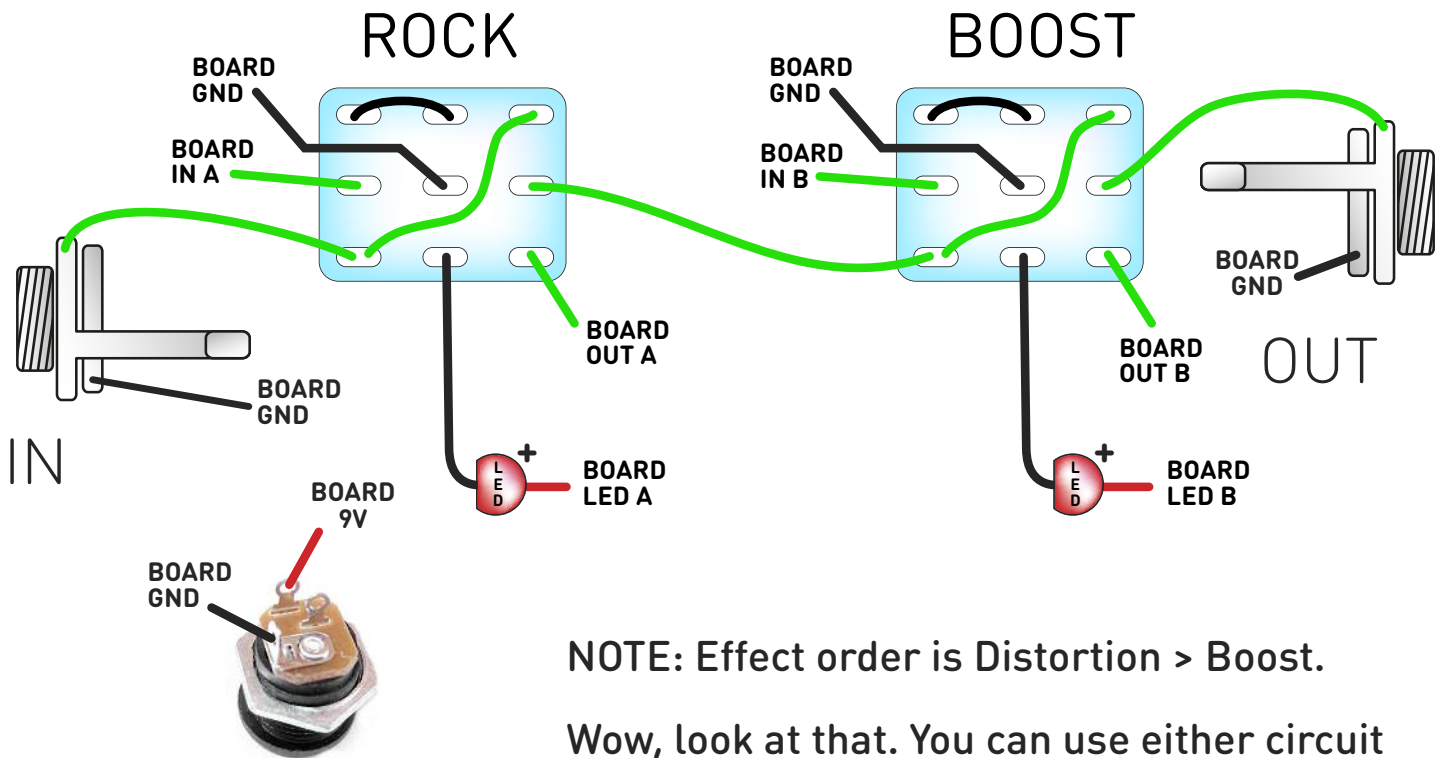 ROCK
BOOST
BOARD
GND
BOARD
IN A
BOARD
OUT A
BOARD
GND
BOARD
IN B
BOARD
OUT B
BOARD
GND
IN
BOARD
GND
OUT
L
E
D
+
BOARD
LED A
L
E
D
+
BOARD
LED B
BOARD
9V
BOARD
GND
NOTE: Effect order is Distortion > Boost.
Wow, look at that. You can use either circuit